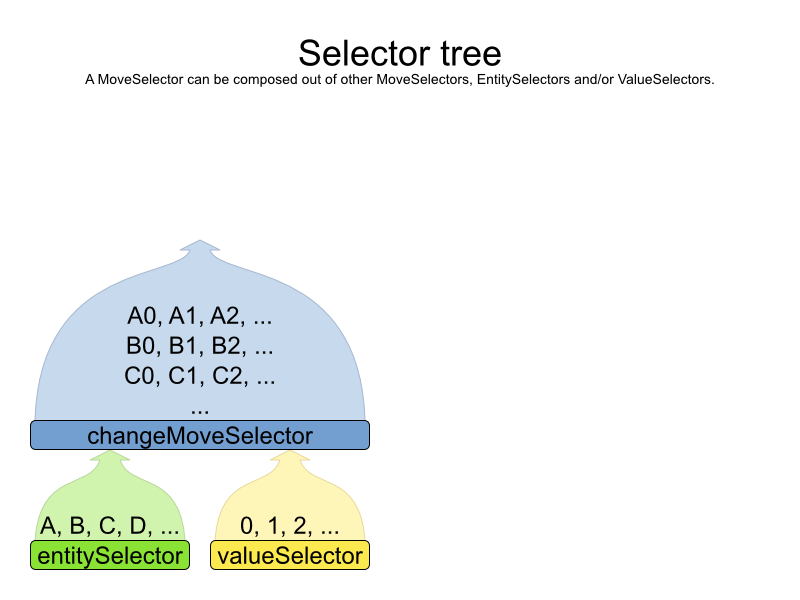 Selector tree
A MoveSelector can be composed out of other MoveSelectors, EntitySelectors and/or ValueSelectors.
A0, A1, A2, ...
B0, B1, B2, ...
C0, C1, C2, ...
...
changeMoveSelector
A, B, C, D, ...
0, 1, 2, ...
entitySelector
valueSelector